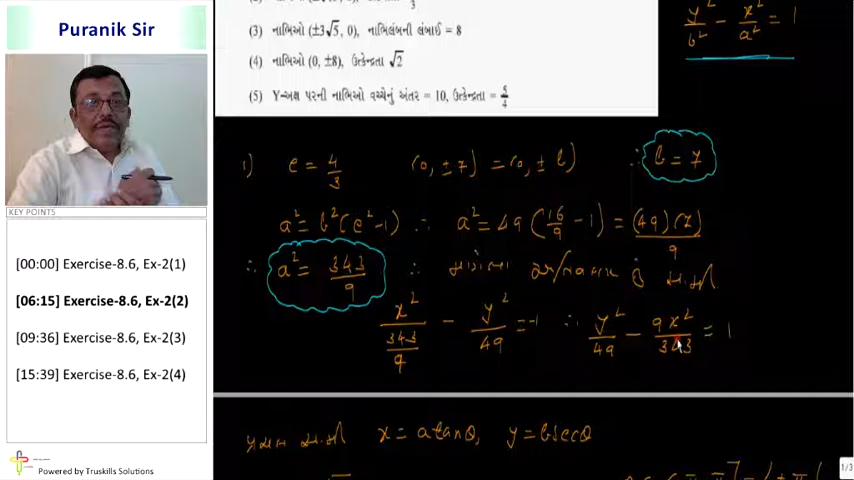 Puranik Sir
KEY POINTS
[00:00] Exercise-8.6, Ex-2(1)
[06:15] Exercise-8.6, Ex-2(2)
[09:36] Exercise-8.6, Ex-2(3)
[15:39] Exercise-8.6, Ex-2(4)
Powered by Truskills Solutions
(3) નાભિઓ (±3√5, 0), નાભિલંબની લંબાઈ = 8
(4) નાભિઓ (0, ±8), ઉત્કેન્દ્રતા √2
(5) Y-અક્ષ પરની નાભિઓ વચ્ચેનું અંતર = 10, ઉત્કેન્દ્રતા = 5/4
y²/b² - x²/a² = 1
1) e = 4/3 (0, ±7) = (0, ± b) ∴ b = 7
a² = b²(e²-1) ∴ a² = 49 (16/9 - 1) = (49)(7)/9
∴ a² = 343/9 ∴
x²/(343/9) - y²/49 = -1 ∴ y²/49 - 9x²/343 = 1
x = a tanθ, y = b secθ
1/3